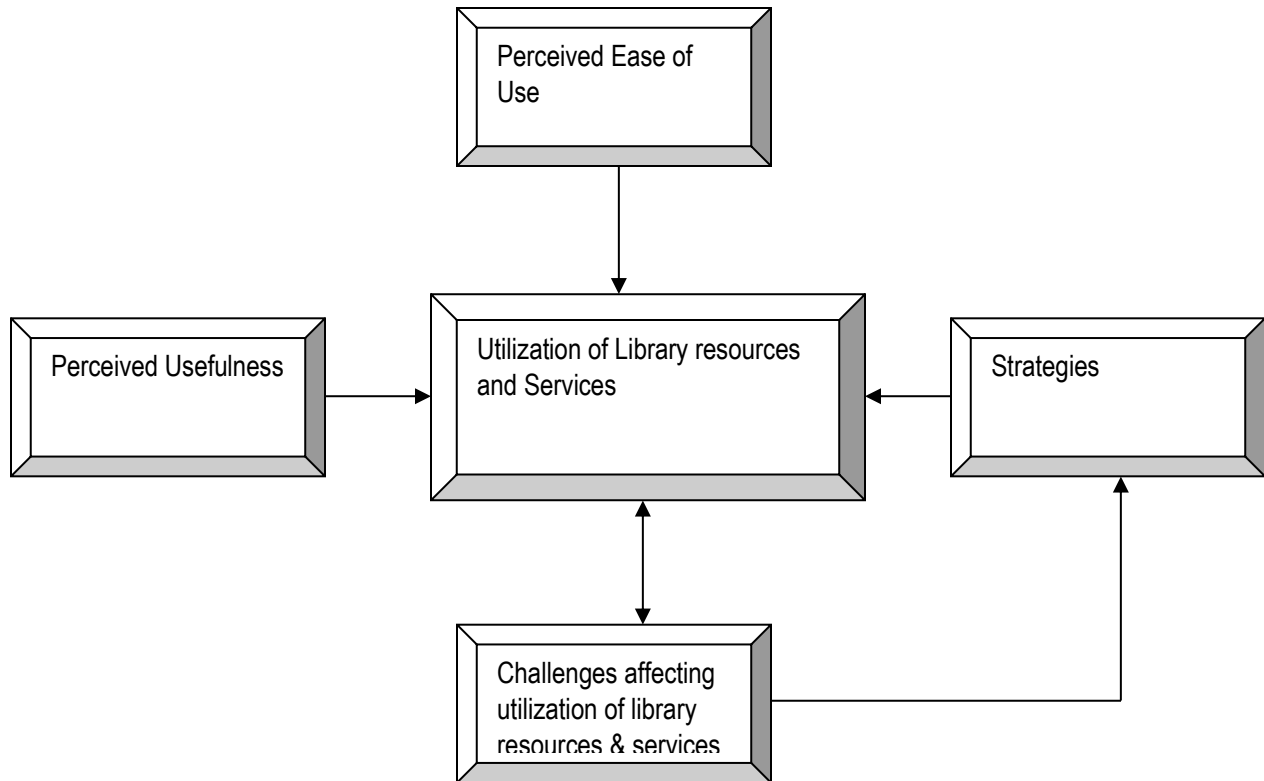 Perceived Ease of
Use
Perceived Usefulness
Utilization of Library resources
and Services
Strategies
Challenges affecting
utilization of library
resources & services